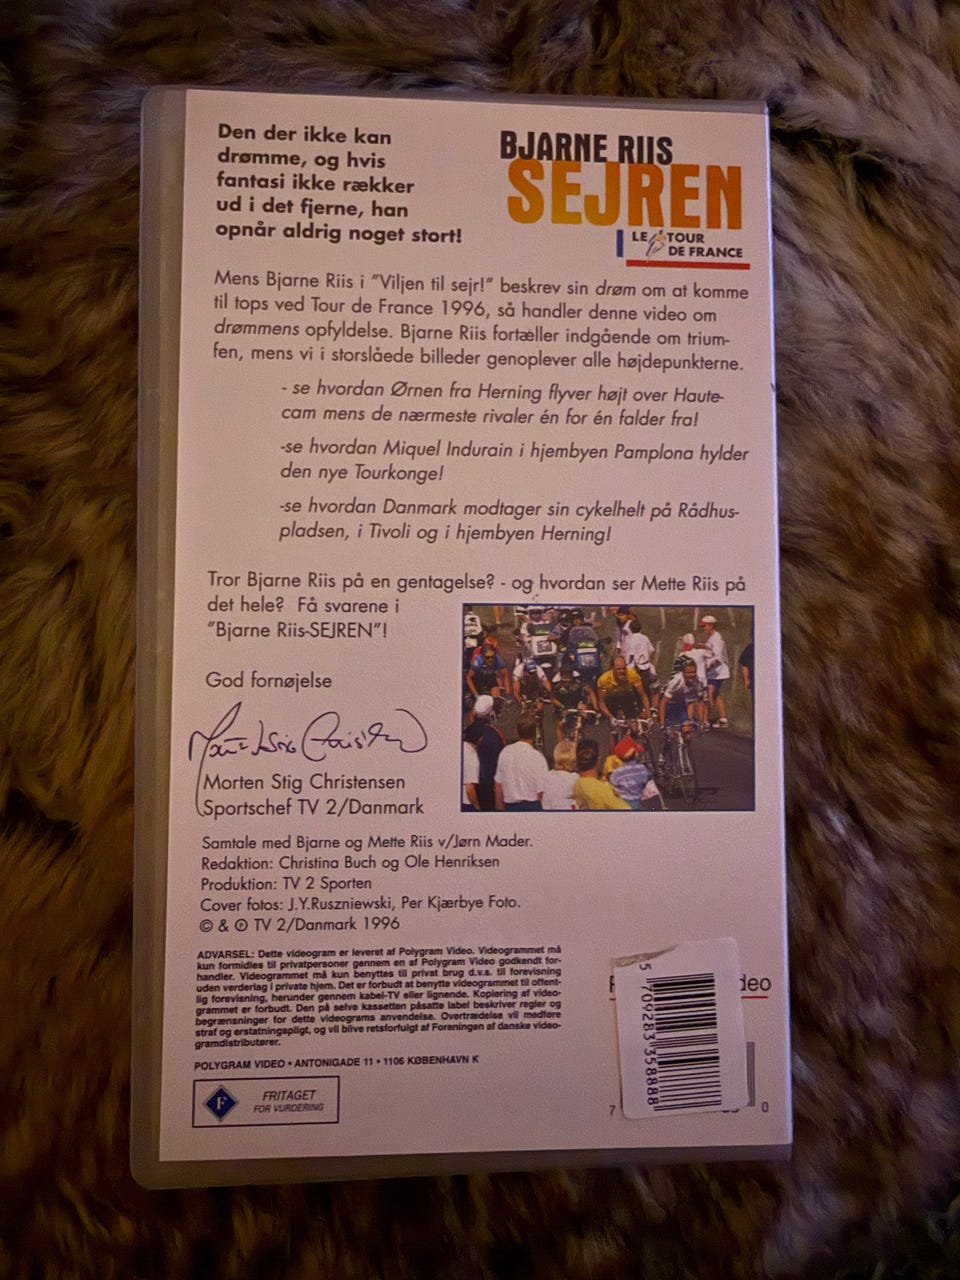 Den der ikke kan
drømme, og hvis
fantasi ikke rækker
ud i det fjerne, han
opnår aldrig noget stort!
BJARNE RIIS
SEJREN
LE TOUR
DE FRANCE
Mens Bjarne Riis i "Viljen til sejr!" beskrev sin drøm om at komme
til tops ved Tour de France 1996, så handler denne video om
drømmens opfyldelse. Bjarne Riis fortæller indgående om trium-
fen, mens vi i storslåede billeder genoplever alle højdepunkterne.
- se hvordan Ørnen fra Herning flyver højt over Haute-
cam mens de nærmeste rivaler én for én falder fra!
-se hvordan Miquel Indurain i hjembyen Pamplona hylder
den nye Tourkonge!
-se hvordan Danmark modtager sin cykelhelt på Rådhus-
pladsen, i Tivoli og i hjembyen Herning!
Tror Bjarne Riis på en gentagelse? - og hvordan ser Mette Riis på
det hele? Få svarene i
"Bjarne Riis-SEJREN"!
God fornøjelse
Morten Stig Christensen
Morten Stig Christensen
Sportschef TV 2/Danmark
Samtale med Bjarne og Mette Riis v/Jørn Mader.
Redaktion: Christina Buch og Ole Henriksen
Produktion: TV 2 Sporten
Cover fotos: J.Y.Ruszniewski, Per Kjærbye Foto.
© & ℗ TV 2/Danmark 1996
ADVARSEL: Dette videogram er leveret af Polygram Video. Videogrammet må
kun formidles til privatpersoner gennem en af Polygram Video godkendt for-
handler. Videogrammet må kun benyttes til privat brug d.v.s. til forevisning
uden vederlag i private hjem. Det er forbudt at benytte videogrammet til offent-
lig forevisning, herunder gennem kabel-TV eller lignende. Kopiering af video-
grammet er forbudt. Den på selve kassetten påsatte label beskriver regler og
begrænsninger for dette videograms anvendelse. Overtrædelse vil medføre
straf og erstatningspligt, og vil blive retsforfulgt af Foreningen af danske video-
gramdistributører.
POLYGRAM VIDEO • ANTONIGADE 11 • 1106 KØBENHAVN K
F
FRITAGET
FOR VURDERING
deo
5 709283 358888
7
0